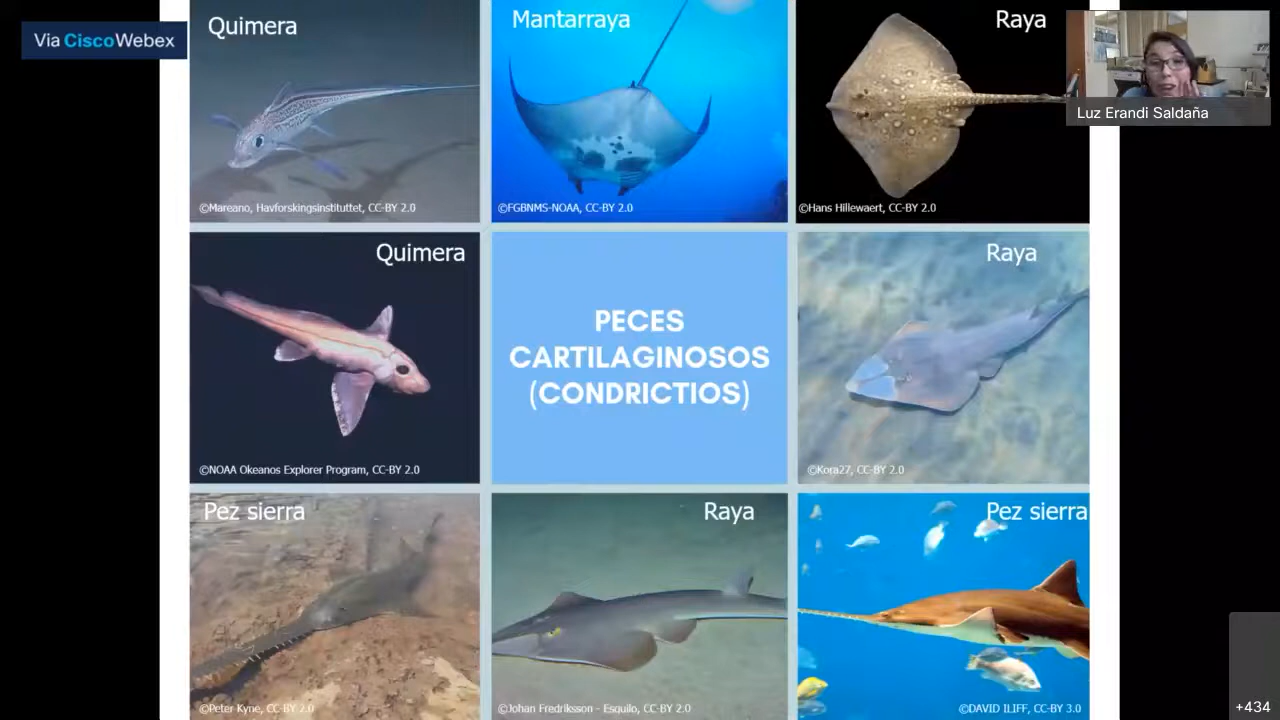 Via CiscoWebex
Quimera
©Mareano, Havforskingsinstituttet, CC-BY 2.0
Mantarraya
©FGBNMS-NOAA, CC-BY 2.0
Raya
©Hans Hillewaert, CC-BY 2.0
Luz Erandi Saldaña
Quimera
©NOAA Okeanos Explorer Program, CC-BY 2.0
PECES
CARTILAGINOSOS
(CONDRICTIOS)
Raya
©Kora27, CC-BY 2.0
Pez sierra
©Peter Kyne, CC-BY 2.0
Raya
©Johan Fredriksson - Esquilo, CC-BY 2.0
Pez sierra
©DAVID ILIFF, CC-BY 3.0
+434